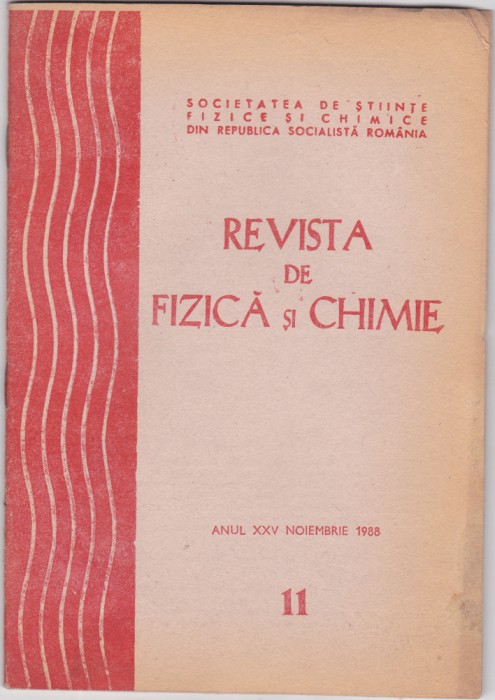 SOCIETATEA DE ȘTIINȚE
FIZICE ȘI CHIMICE
DIN REPUBLICA SOCIALISTĂ ROMÂNIA
REVISTA
DE
FIZICĂ și CHIMIE
ANUL XXV NOIEMBRIE 1988
11